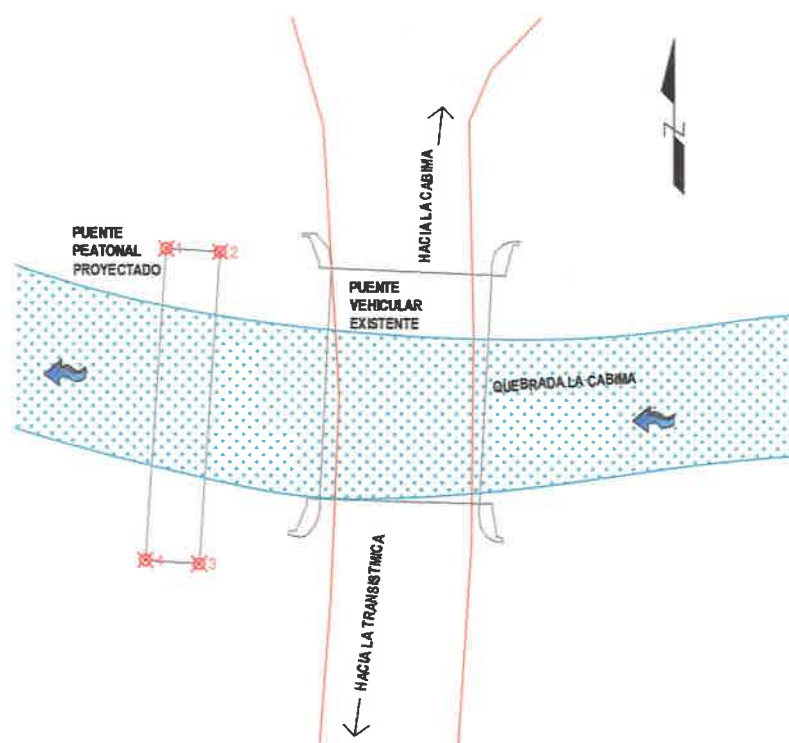 HACIA LA CABIMA
N
PUENTE
PEATONAL
PROYECTADO
1
2
PUENTE
VEHICULAR
EXISTENTE
QUEBRADA LA CABIMA
4
3
HACIA LA TRANSISTMICA